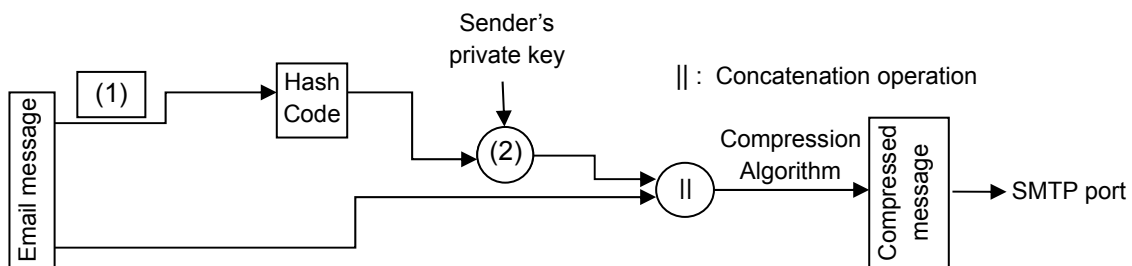 Sender’s
private key
|| : Concatenation operation
(1)
Hash
Code
(2)
Email message
||
Compression
Algorithm
Compressed
message
SMTP port